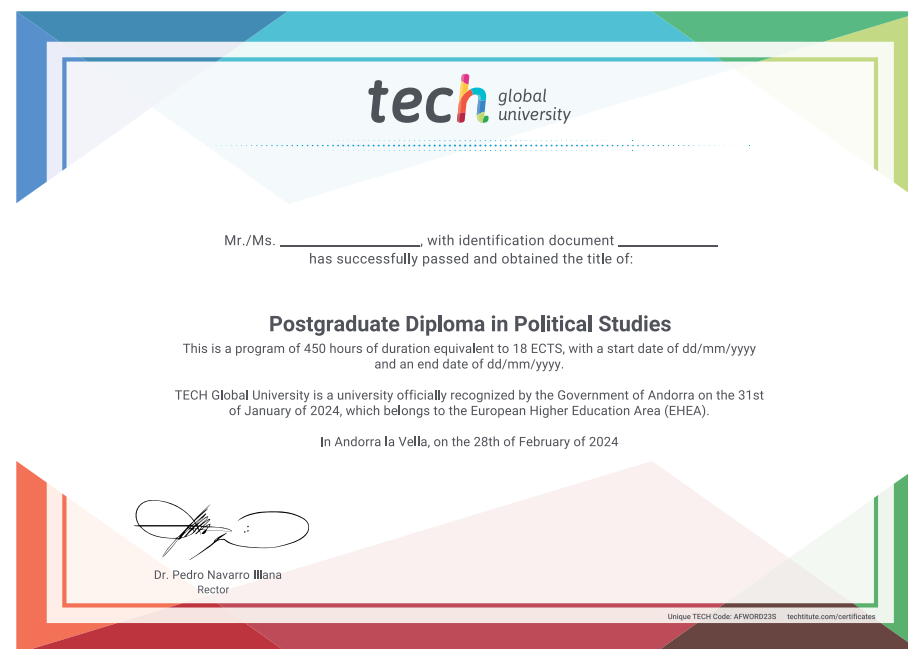 tech global university
Mr./Ms. ____________, with identification document ____________
has successfully passed and obtained the title of:
Postgraduate Diploma in Political Studies
This is a program of 450 hours of duration equivalent to 18 ECTS, with a start date of dd/mm/yyyy
and an end date of dd/mm/yyyy.
TECH Global University is a university officially recognized by the Government of Andorra on the 31st
of January of 2024, which belongs to the European Higher Education Area (EHEA).
In Andorra la Vella, on the 28th of February of 2024
Dr. Pedro Navarro Illana
Rector
Unique TECH Code: AFWORD23S techtitute.com/certificates